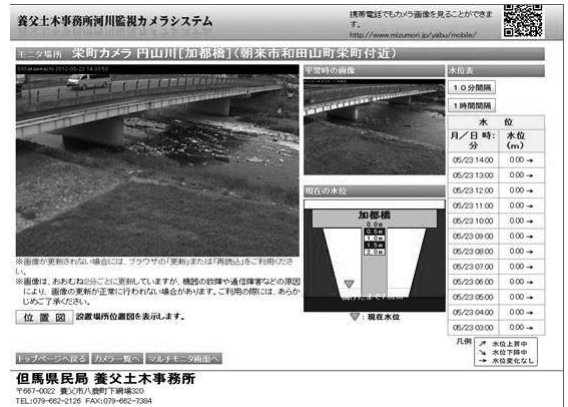 養父土木事務所河川監視カメラシステム
携帯電話でもカメラ画像を見ることができます。
http://www.mizumori.jp/yabu/mobile/
モニタ場所 栄町カメラ 円山川[加都橋](朝来市和田山町栄町付近)
平常時の画像
水位表
10分間隔
1時間間隔
水 位
月/日 時:分
水位(m)
05/23 14:00 0.00 →
05/23 13:00 0.00 →
05/23 12:00 0.00 →
05/23 11:00 0.00 →
05/23 10:00 0.00 →
05/23 09:00 0.00 →
05/23 08:00 0.00 →
05/23 07:00 0.00 →
05/23 06:00 0.00 →
05/23 05:00 0.00 →
05/23 04:00 0.00 →
05/23 03:00 0.00 →
凡例
↗ 水位上昇中
↘ 水位下降中
→ 水位変化なし
現在の水位
加都橋
0.0m
0.5m
1.0m
1.5m
2.0m
▽:現在水位
※画像が更新されない場合には、ブラウザの「更新」または「再読込」をご利用ください。
※画像は、おおむね2分ごとに更新していますが、機器の故障や通信障害などの原因
により、画像の更新が正常に行われない場合があります。ご利用の際には、あらか
じめご了承ください。
位 置 図 設置場所位置図を表示します。
トップページへ戻る カメラ一覧へ マルチモニタ画面へ
但馬県民局 養父土木事務所
〒667-0022 養父市八鹿町下網場320
TEL:079-662-2126 FAX:079-662-7384